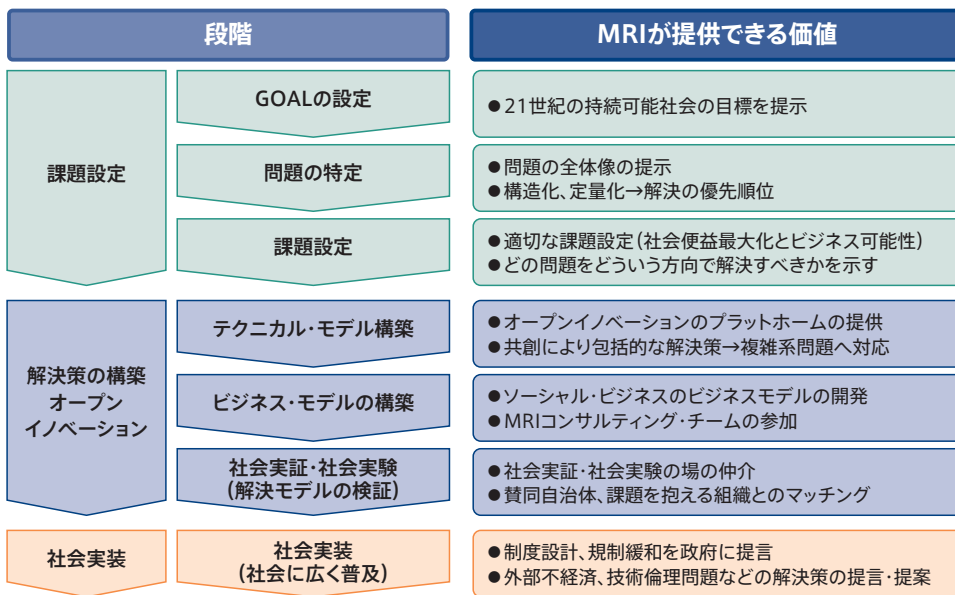 段階
MRIが提供できる価値
課題設定
GOALの設定
●21世紀の持続可能社会の目標を提示
問題の特定
●問題の全体像の提示
●構造化、定量化→解決の優先順位
課題設定
●適切な課題設定(社会便益最大化とビジネス可能性)
●どの問題をどういう方向で解決すべきかを示す
解決策の構築
オープン
イノベーション
テクニカル・モデル構築
●オープンイノベーションのプラットホームの提供
●共創により包括的な解決策→複雑系問題へ対応
ビジネス・モデルの構築
●ソーシャル・ビジネスのビジネスモデルの開発
●MRIコンサルティング・チームの参加
社会実証・社会実験
(解決モデルの検証)
●社会実証・社会実験の場の仲介
●賛同自治体、課題を抱える組織とのマッチング
社会実装
社会実装
(社会に広く普及)
●制度設計、規制緩和を政府に提言
●外部不経済、技術倫理問題などの解決策の提言・提案